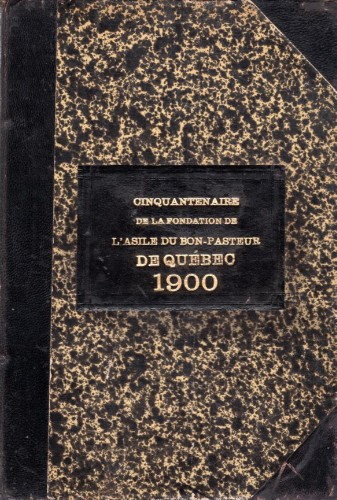 CINQUANTENAIRE
DE LA FONDATION DE
L'ASILE DU BON-PASTEUR
DE QUÉBEC
1900